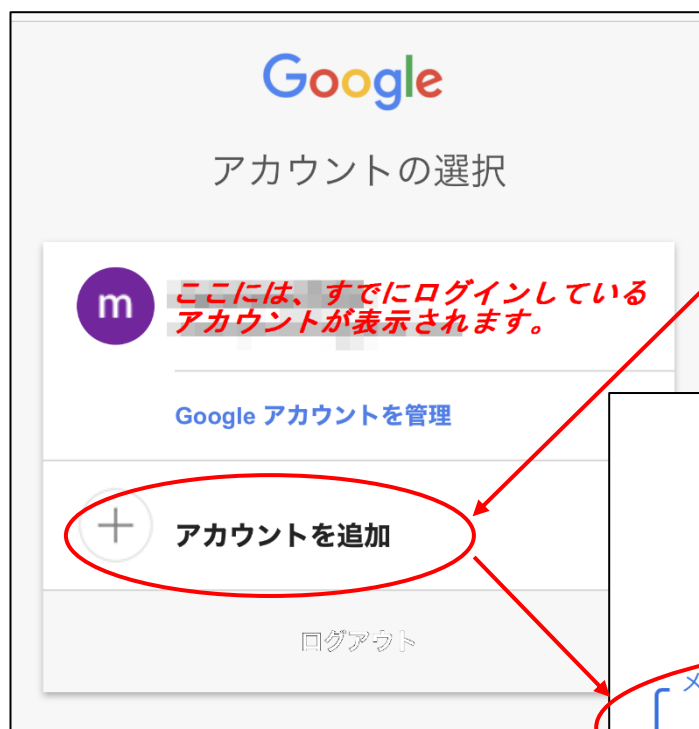 Google
アカウントの選択
m
ここには、すでにログインしている
アカウントが表示されます。
Google アカウントを管理
アカウントを追加
ログアウト
メ